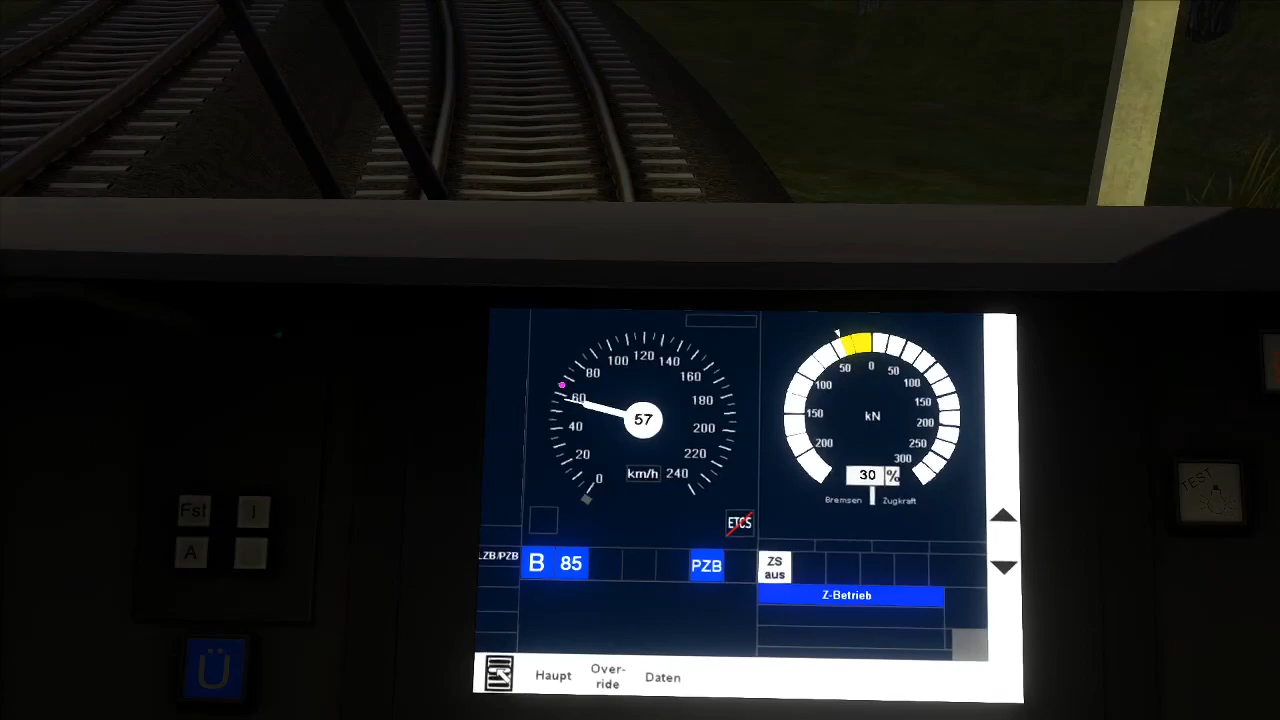 100 120 140
80 160
60 57 180
40 200
20 220
0 km/h 240
50 0 50
100 100
150 kN 150
200 200
250
300
30 %
Bremsen Zugkraft
ETCS
LZB/PZB B 85 PZB
ZS
aus
Z-Betrieb
Haupt
Over-
ride
Daten
Fst I
A
Ü
TEST